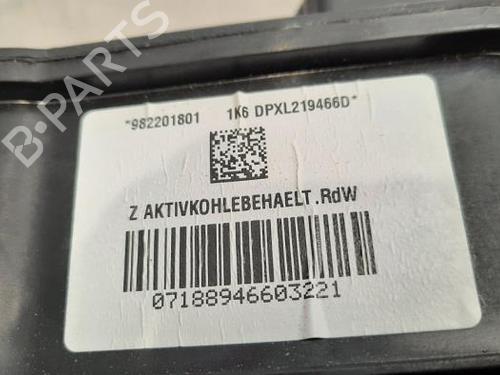 *982201801 1K6 DPXL219466D*
Z AKTIVKOHLEBEHAELT.RdW
07188946603221
B-PARTS